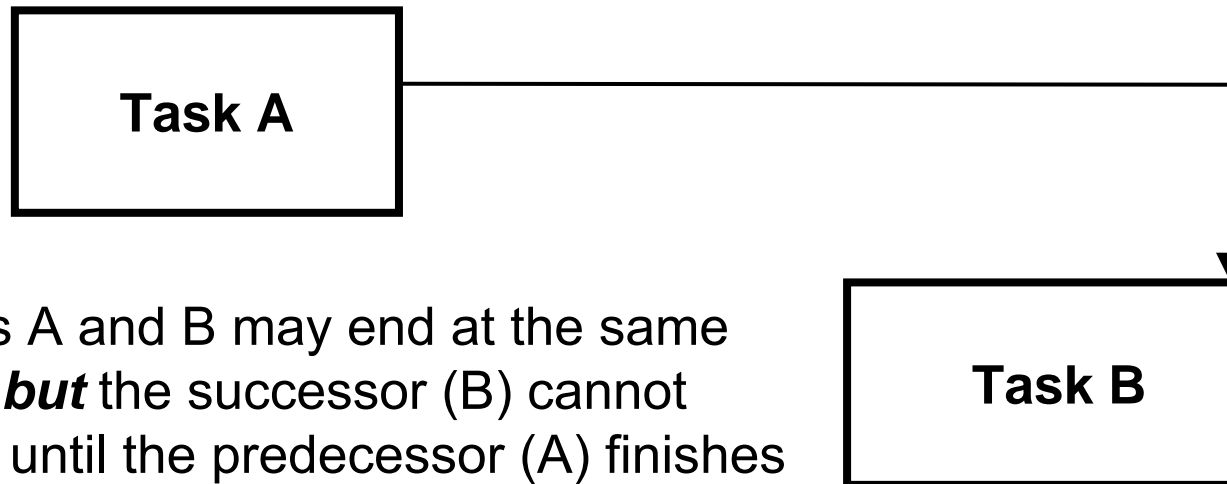 Task A
s A and B may end at the same
but the successor (B) cannot
until the predecessor (A) finishes
Task B